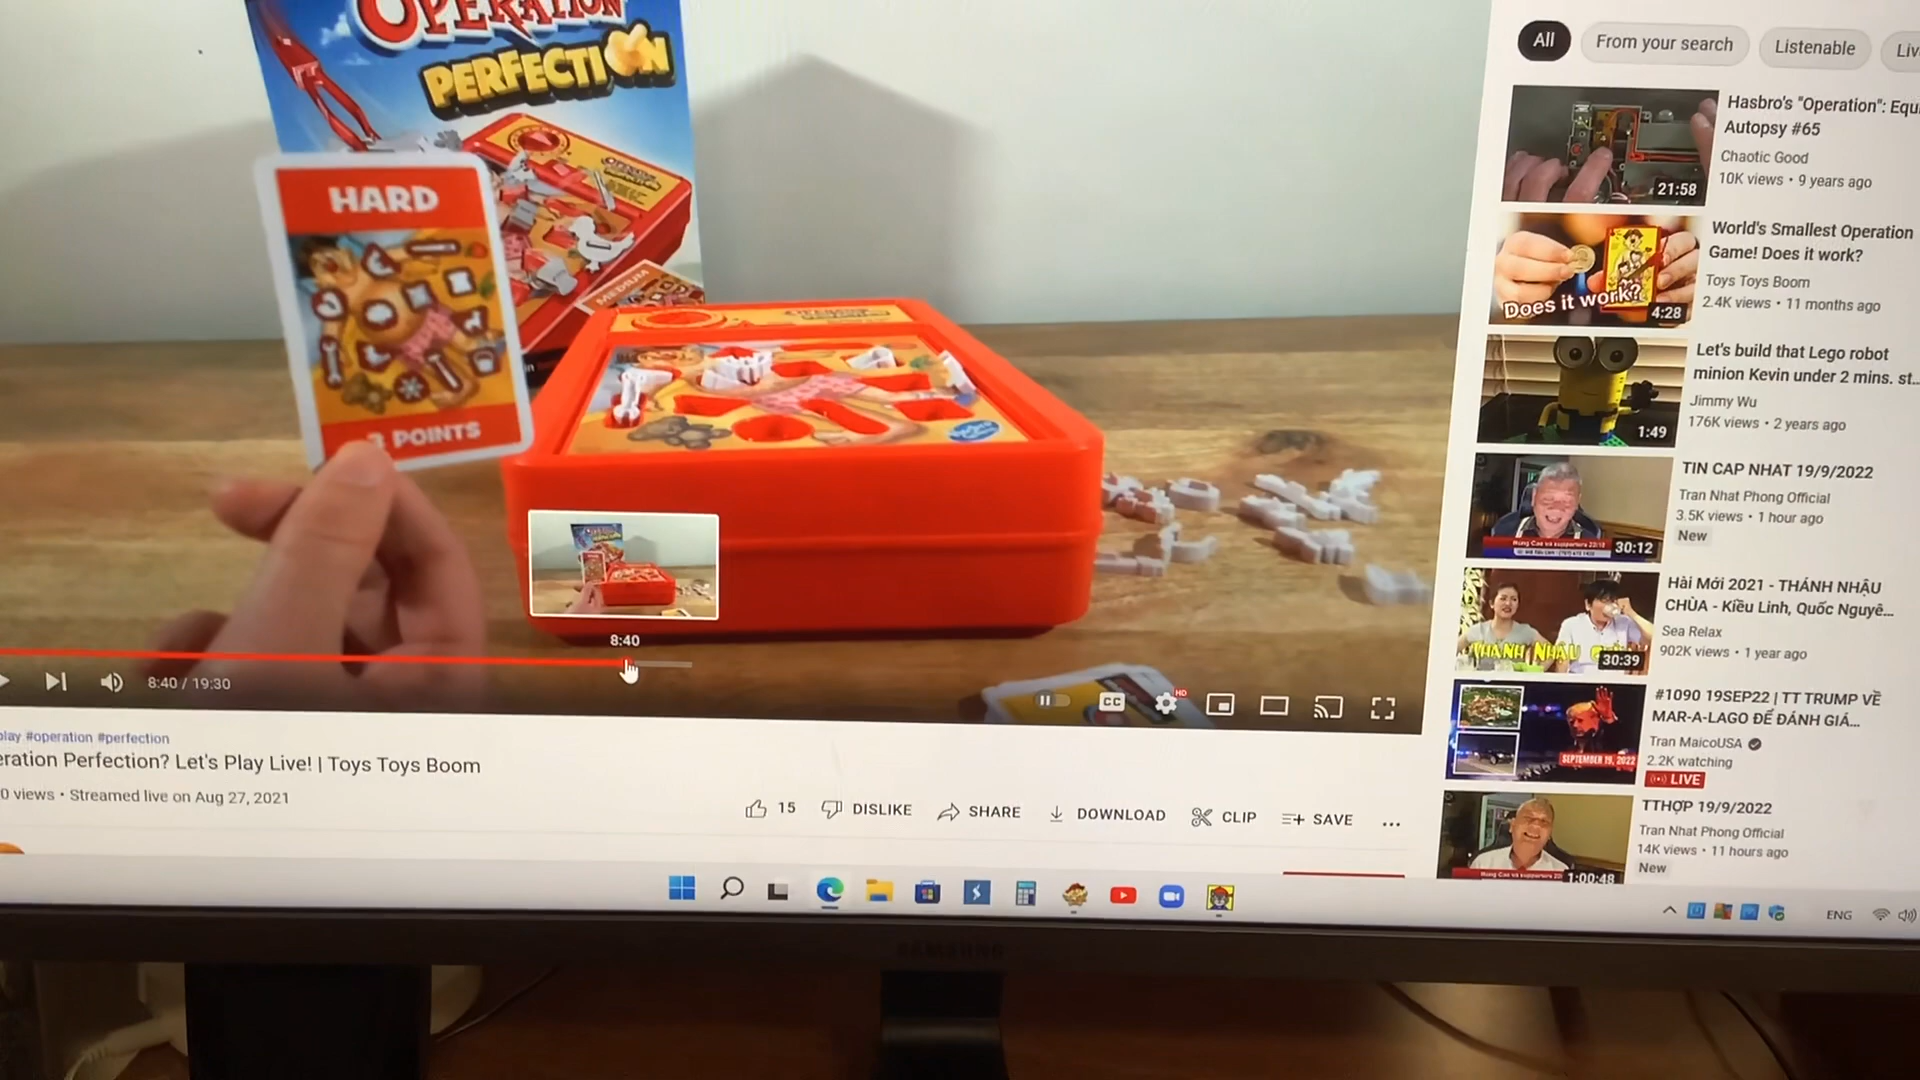 OPERATION
PERFECTION
HARD
POINTS
MEDIUM
8:40
8:40 / 19:30
CC
HD
#operation #perfection
Perfection? Let's Play Live! | Toys Toys Boom
views • Streamed live on Aug 27, 2021
15
DISLIKE
SHARE
DOWNLOAD
CLIP
SAVE
All
From your search
Listenable
Hasbro's "Operation":
Autopsy #65
Chaotic Good
10K views • 9 years ago
21:58
World's Smallest Operation
Game! Does it work?
Toys Toys Boom
2.4K views • 11 months ago
Does it work?
4:28
Let's build that Lego robot
minion Kevin under 2 mins. st...
Jimmy Wu
176K views • 2 years ago
1:49
TIN CAP NHAT 19/9/2022
Tran Nhat Phong Official
3.5K views • 1 hour ago
New
30:12
Hài Mới 2021 - THÁNH NHẬU
CHÙA - Kiều Linh, Quốc Nguyê...
Sea Relax
902K views • 1 year ago
THÁNH NHẬU
30:39
#1090 19SEP22 | TT TRUMP VỀ
MAR-A-LAGO ĐỂ ĐÁNH GIÁ...
Tran MaicoUSA
2.2K watching
LIVE
SEPTEMBER 19, 2022
TTHỢP 19/9/2022
Tran Nhat Phong Official
14K views • 11 hours ago
New
1:00:48
ENG
SAMSUNG